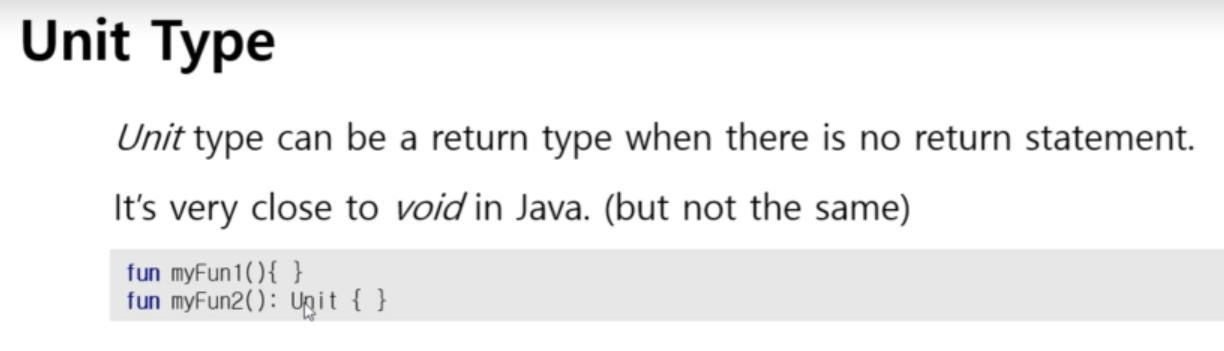 Unit Type
Unit type can be a return type when there is no return statement.
It's very close to void in Java. (but not the same)
fun myFun1(){ }
fun myFun2(): Unit { }